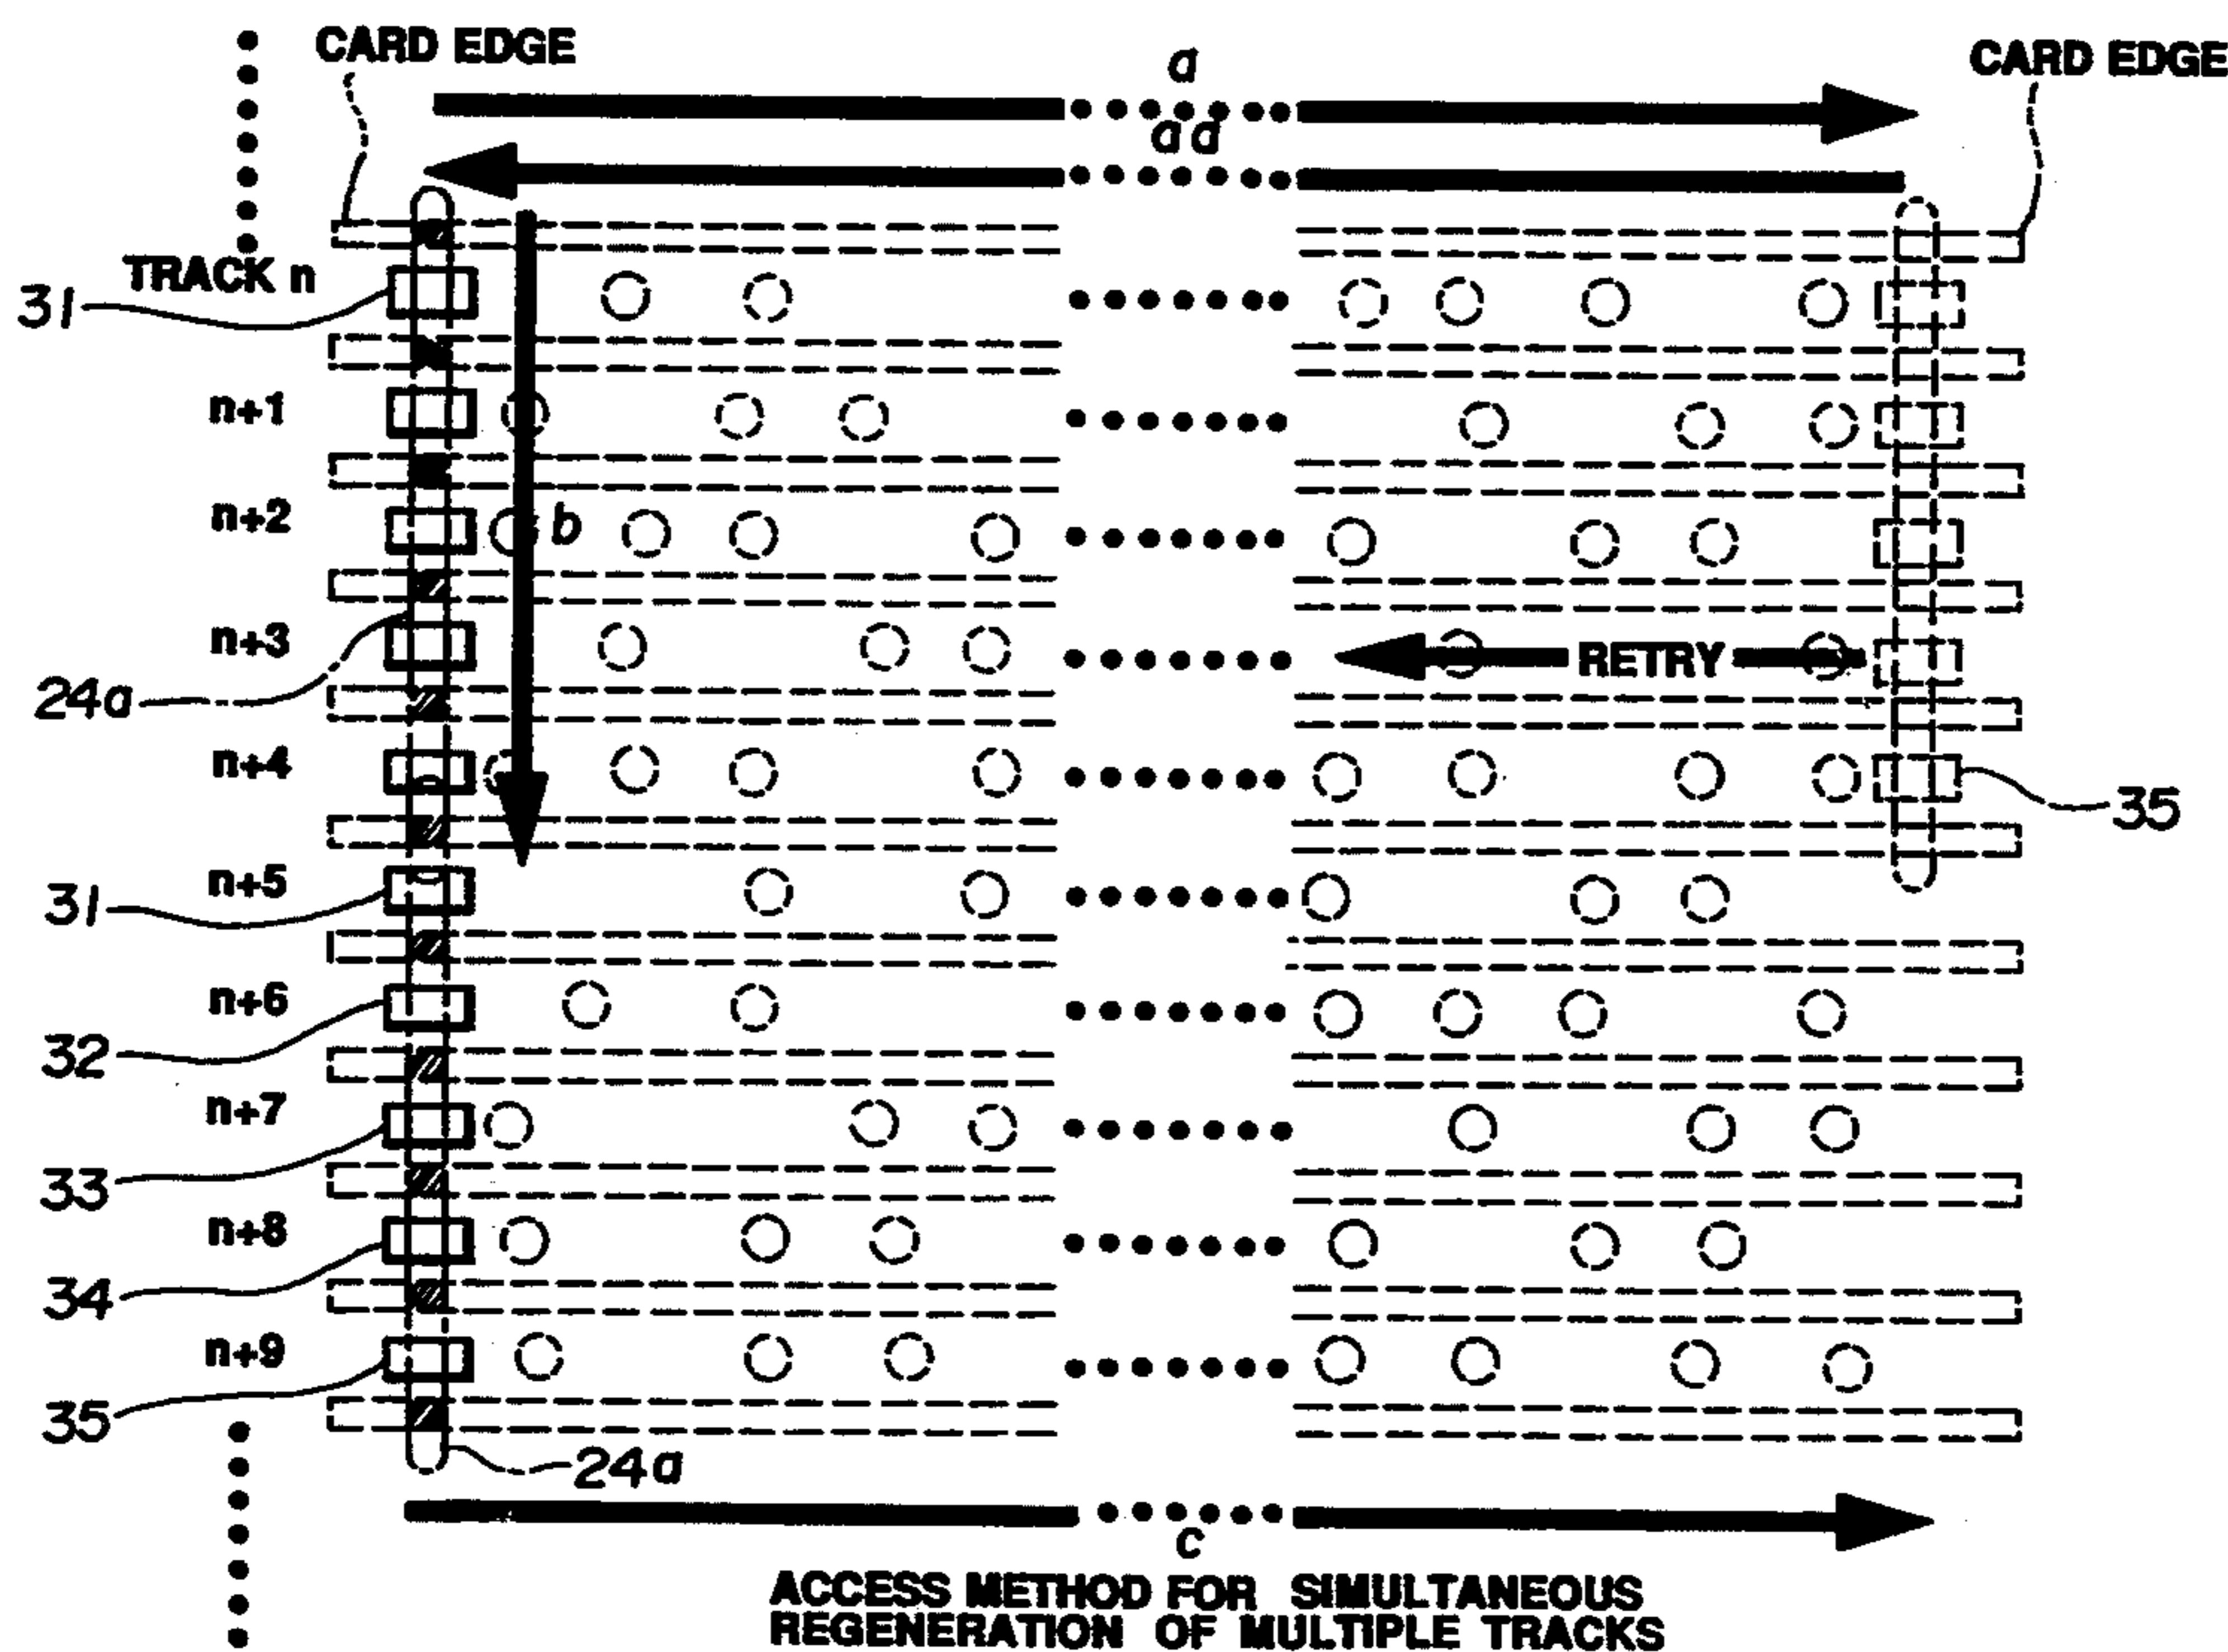 CARD EDGE
a
CARD EDGE
aa
TRACK n
31
n+1
n+2
b
n+3
RETRY
24a
n+4
35
n+5
31
n+6
32
n+7
33
n+8
34
n+9
35
24a
c
ACCESS METHOD FOR SIMULTANEOUS
REGENERATION OF MULTIPLE TRACKS